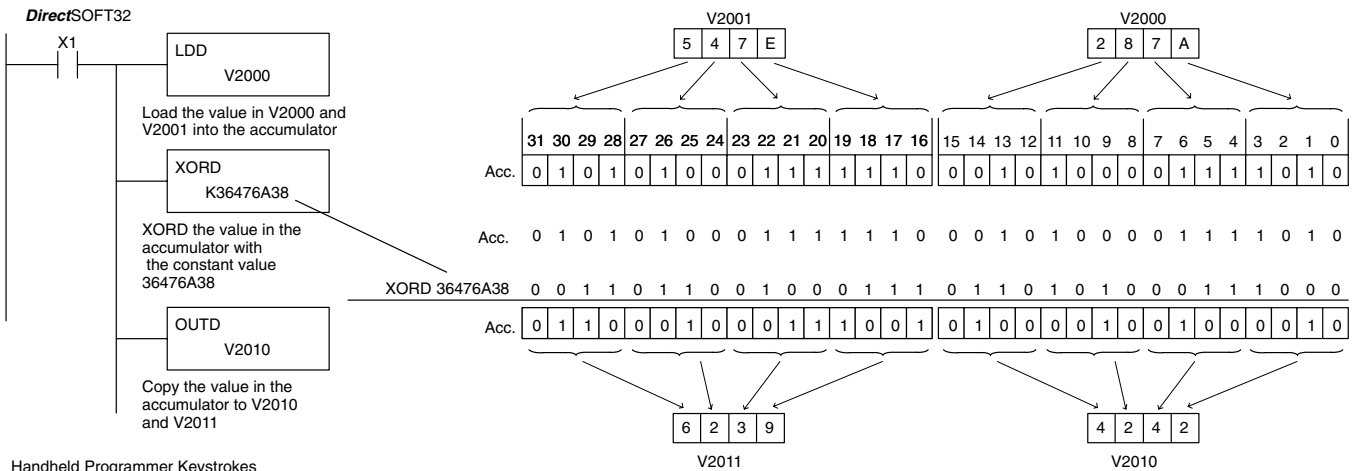 DirectSOFT32
X1
LDD
V2000
Load the value in V2000 and
V2001 into the accumulator
XORD
K36476A38
XORD the value in the
accumulator with
the constant value
36476A38
OUTD
V2010
Copy the value in the
accumulator to V2010
and V2011
Handheld Programmer Keystrokes
V2001 V2000
5 4 7 E 2 8 7 A
31 30 29 28 27 26 25 24 23 22 21 20 19 18 17 16 15 14 13 12 11 10 9 8 7 6 5 4 3 2 1 0
Acc. 0 1 0 1 0 1 0 0 0 1 1 1 1 1 1 0 0 0 1 0 1 0 0 0 0 1 1 1 1 0 1 0
Acc. 0 1 0 1 0 1 0 0 0 1 1 1 1 1 1 0 0 0 1 0 1 0 0 0 0 1 1 1 1 0 1 0
XORD 36476A38 0 0 1 1 0 1 1 0 0 1 0 0 0 1 1 1 0 1 1 0 1 0 1 0 0 0 1 1 1 0 0 0
Acc. 0 1 1 0 0 0 1 0 0 0 1 1 1 0 0 1 0 1 0 0 0 0 1 0 0 1 0 0 0 0 1 0
6 2 3 9 4 2 4 2
V2011 V2010